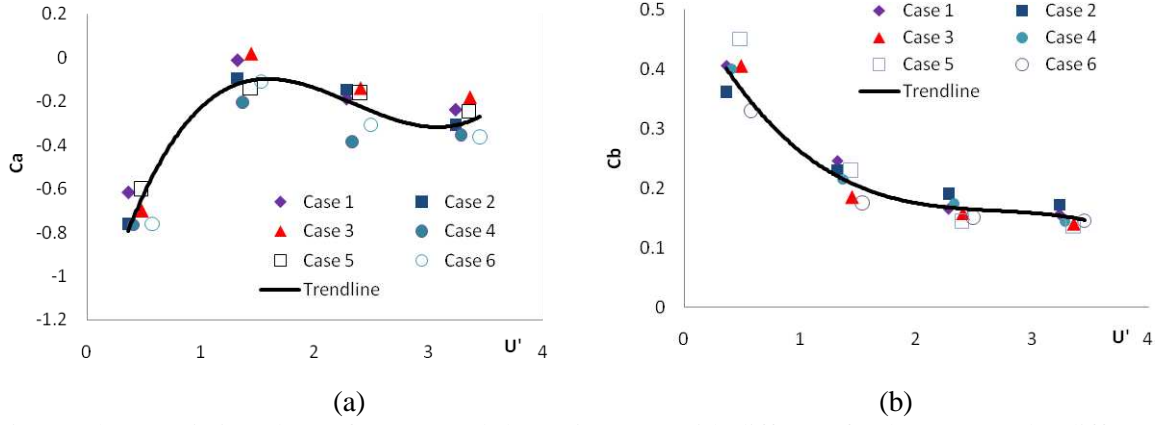 0.2
0
-0.2
-0.4
-0.6
-0.8
-1
-1.2
Ca
Case 1 Case 2
Case 3 Case 4
Case 5 Case 6
Trendline
0 1 2 3 U' 4
(a)
0.5
0.4
0.3
0.2
0.1
0
Cb
Case 1 Case 2
Case 3 Case 4
Case 5 Case 6
Trendline
0 1 2 3 U' 4
(b)